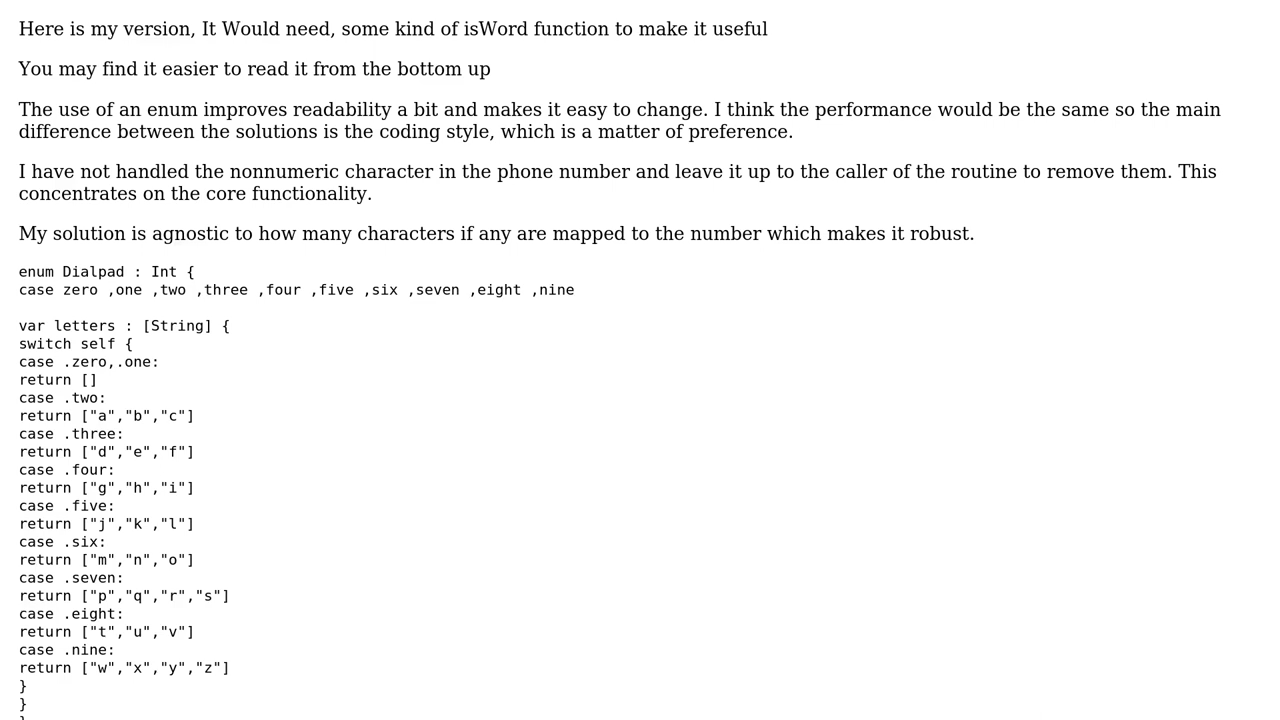 Here is my version, It Would need, some kind of isWord function to make it useful
You may find it easier to read it from the bottom up
The use of an enum improves readability a bit and makes it easy to change. I think the performance would be the same so the main
difference between the solutions is the coding style, which is a matter of preference.
I have not handled the nonnumeric character in the phone number and leave it up to the caller of the routine to remove them. This
concentrates on the core functionality.
My solution is agnostic to how many characters if any are mapped to the number which makes it robust.
enum Dialpad : Int {
case zero ,one ,two ,three ,four ,five ,six ,seven ,eight ,nine
var letters : [String] {
switch self {
case .zero,.one:
return []
case .two:
return ["a","b","c"]
case .three:
return ["d","e","f"]
case .four:
return ["g","h","i"]
case .five:
return ["j","k","l"]
case .six:
return ["m","n","o"]
case .seven:
return ["p","q","r","s"]
case .eight:
return ["t","u","v"]
case .nine:
return ["w","x","y","z"]
}
}
}